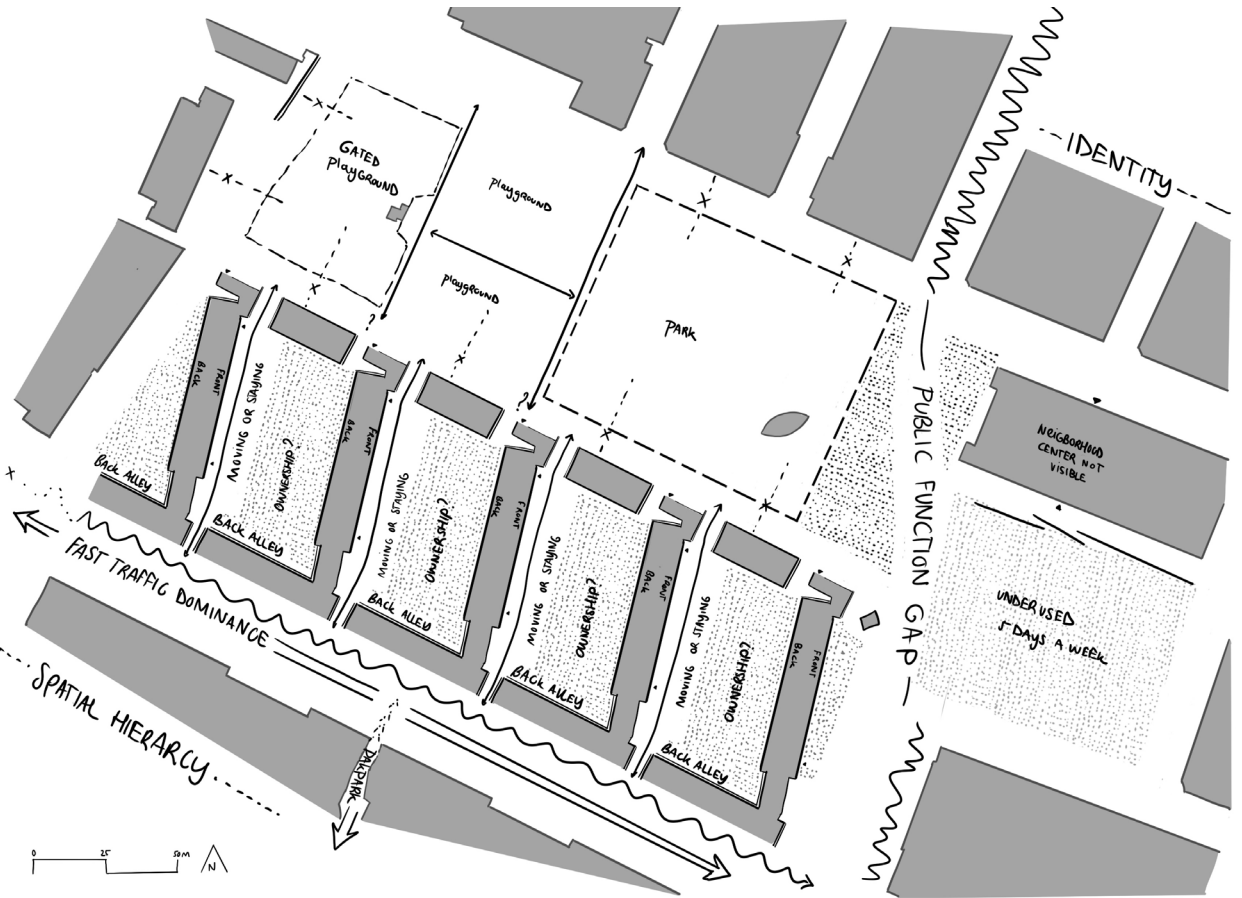 IDENTITY
GATED
PlayGROUND
playground
playground
PARK
?
?
FRONT
BACK
MOVING OR STAYING
OWNERSHIP?
BACK ALLEY
FRONT
BACK
MOVING OR STAYING
OWNERSHIP?
BACK ALLEY
FRONT
BACK
MOVING OR STAYING
OWNERSHIP?
BACK ALLEY
FRONT
BACK
MOVING OR STAYING
OWNERSHIP?
BACK ALLEY
FRONT
BACK
BACK ALLEY
PUBLIC FUNCTION GAP
NEIGBORHOOD
CENTER NOT
VISIBLE
UNDERUSED
5 DAYS A WEEK
FAST TRAFFIC DOMINANCE
SPATIAL HIERARCHY
DAKPARK
0 25 50M
N